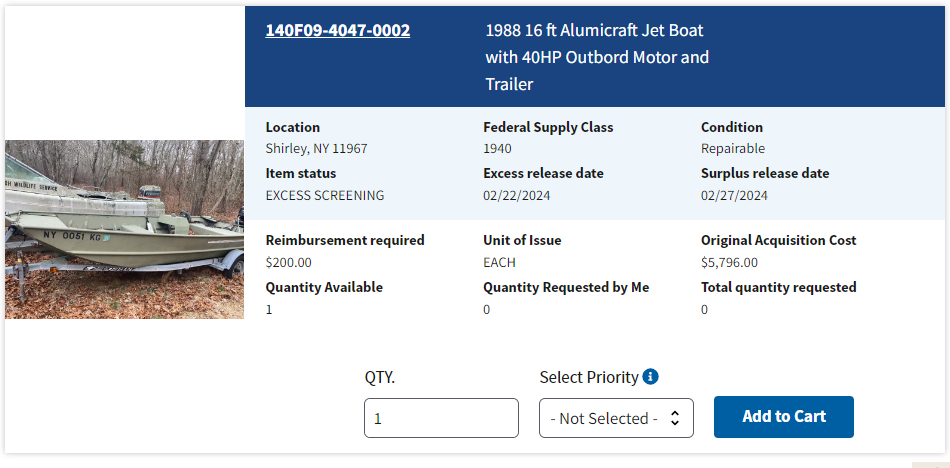 140F09-4047-0002
1988 16 ft Alumicraft Jet Boat
with 40HP Outbord Motor and
Trailer
Location
Shirley, NY 11967
Federal Supply Class
1940
Condition
Repairable
Item status
EXCESS SCREENING
Excess release date
02/22/2024
Surplus release date
02/27/2024
SH WILDLIFE SERVICE
NY 0051 KG
Reimbursement required
$200.00
Unit of Issue
EACH
Original Acquisition Cost
$5,796.00
Quantity Available
1
Quantity Requested by Me
0
Total quantity requested
0
QTY.
1
Select Priority i
- Not Selected -
Add to Cart